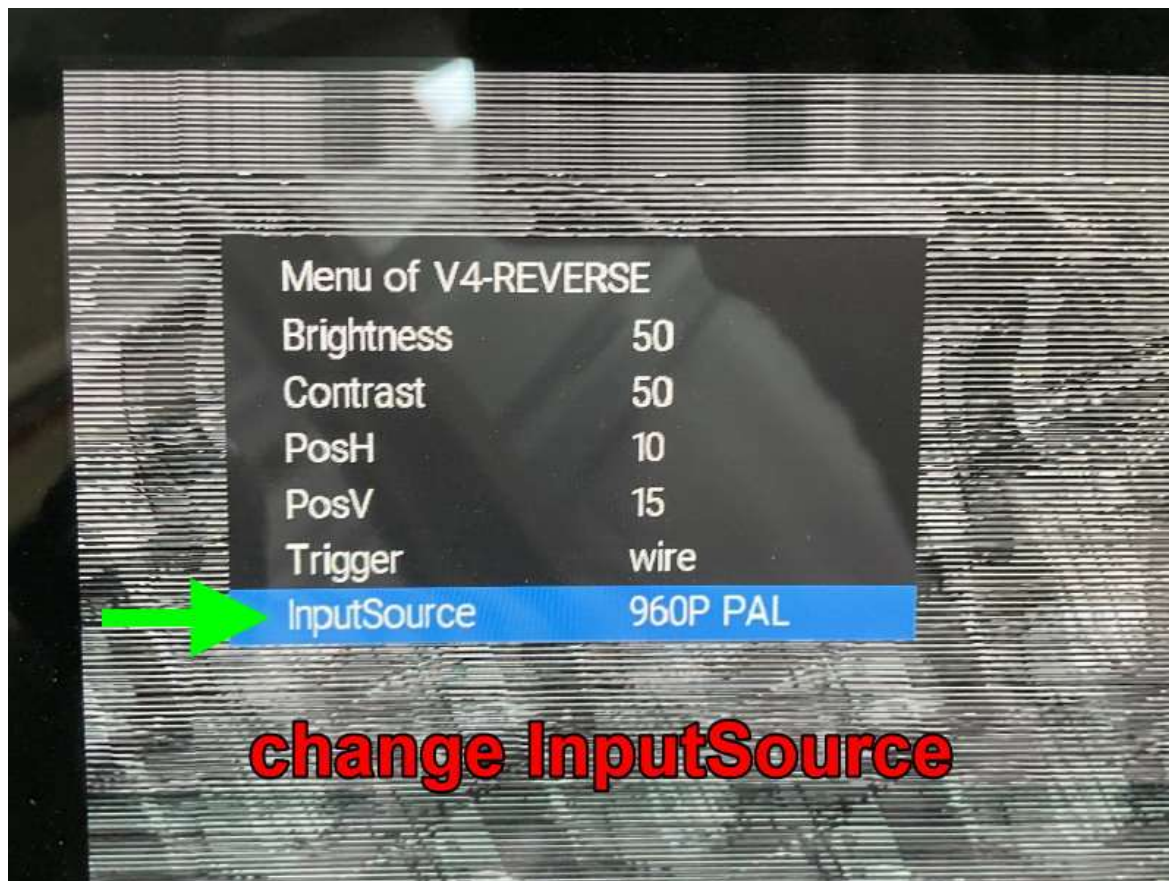 Menu of V4-REVERSE
Brightness 50
Contrast 50
PosH 10
PosV 15
Trigger wire
InputSource 960P PAL
change InputSource